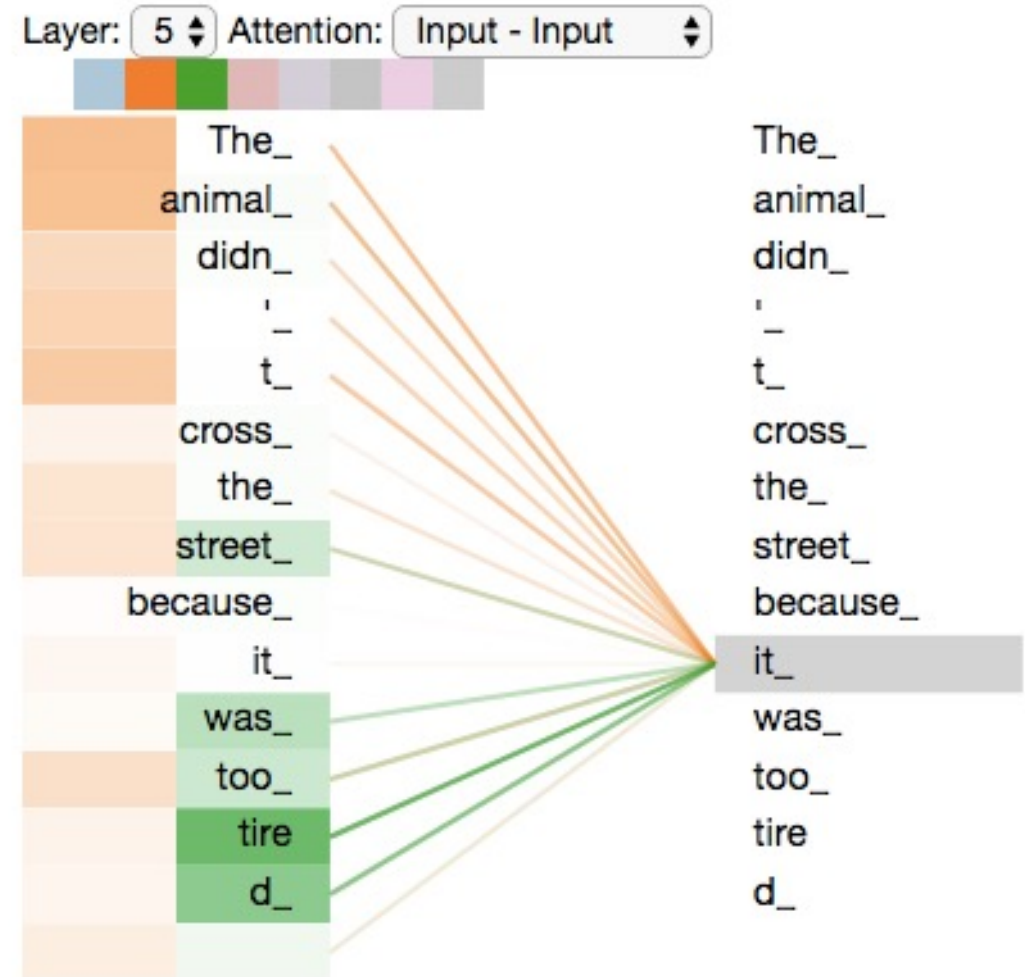 Layer: 5 Attention: Input - Input
The_ The_
animal_ animal_
didn_ didn_
'_ '_
t_ t_
cross_ cross_
the_ the_
street_ street_
because_ because_
it_ it_
was_ was_
too_ too_
tire tire
d_ d_